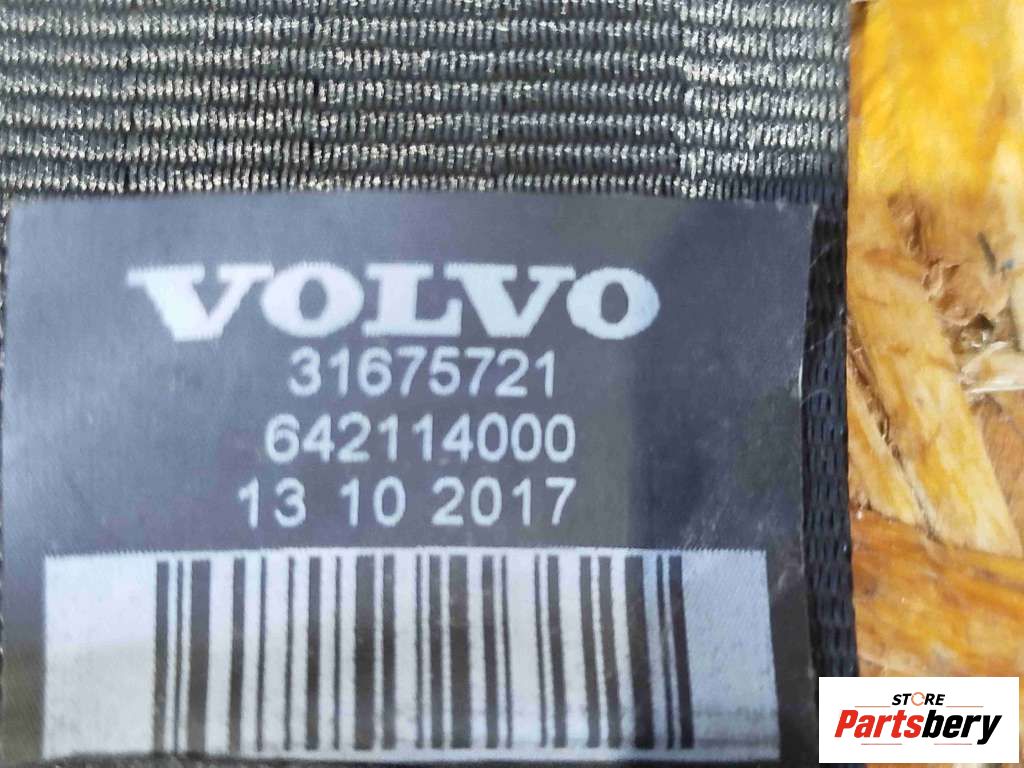 VOLVO
31675721
642114000
13 10 2017
STORE
Partsbery